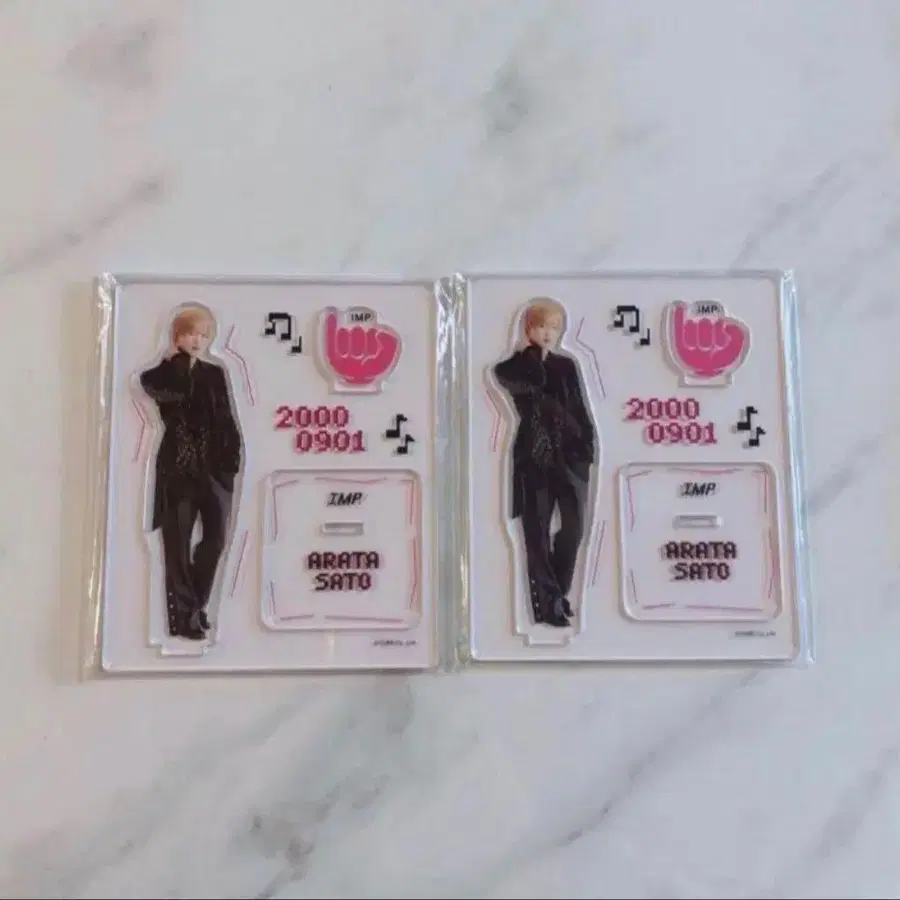 IMP.
2000
0901
IMP.
ARATA
SATO
IMP.
2000
0901
IMP.
ARATA
SATO